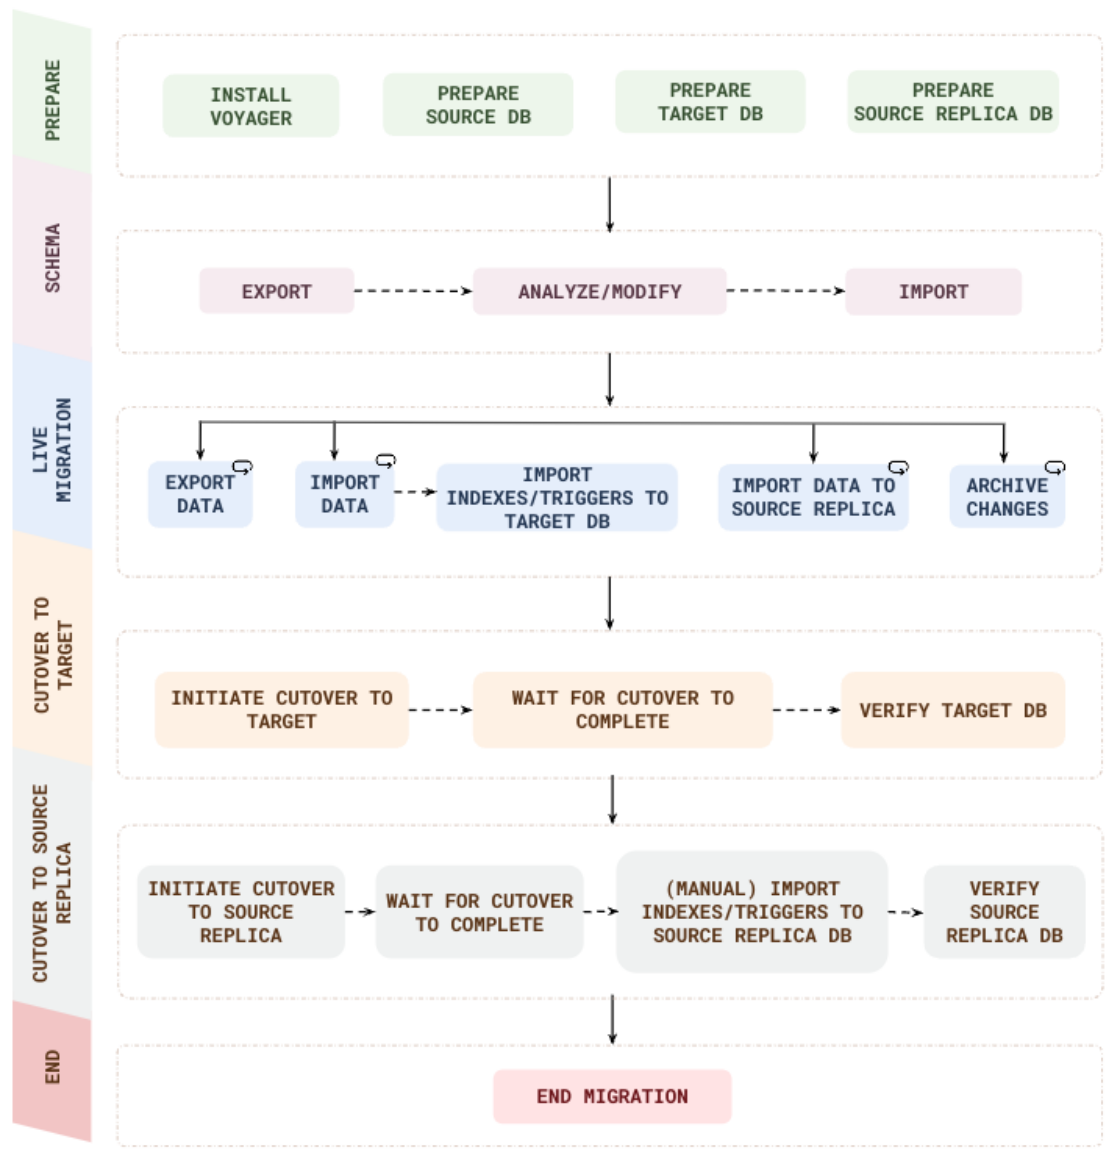 PREPARE
INSTALL
VOYAGER
PREPARE
SOURCE DB
PREPARE
TARGET DB
PREPARE
SOURCE REPLICA DB
SCHEMA
EXPORT
ANALYZE/MODIFY
IMPORT
LIVE
MIGRATION
EXPORT
DATA
IMPORT
DATA
IMPORT
INDEXES/TRIGGERS TO
TARGET DB
IMPORT DATA TO
SOURCE REPLICA
ARCHIVE
CHANGES
CUTOVER TO
TARGET
INITIATE CUTOVER TO
TARGET
WAIT FOR CUTOVER TO
COMPLETE
VERIFY TARGET DB
CUTOVER TO SOURCE
REPLICA
INITIATE CUTOVER
TO SOURCE
REPLICA
WAIT FOR CUTOVER
TO COMPLETE
(MANUAL) IMPORT
INDEXES/TRIGGERS TO
SOURCE REPLICA DB
VERIFY
SOURCE
REPLICA DB
END
END MIGRATION